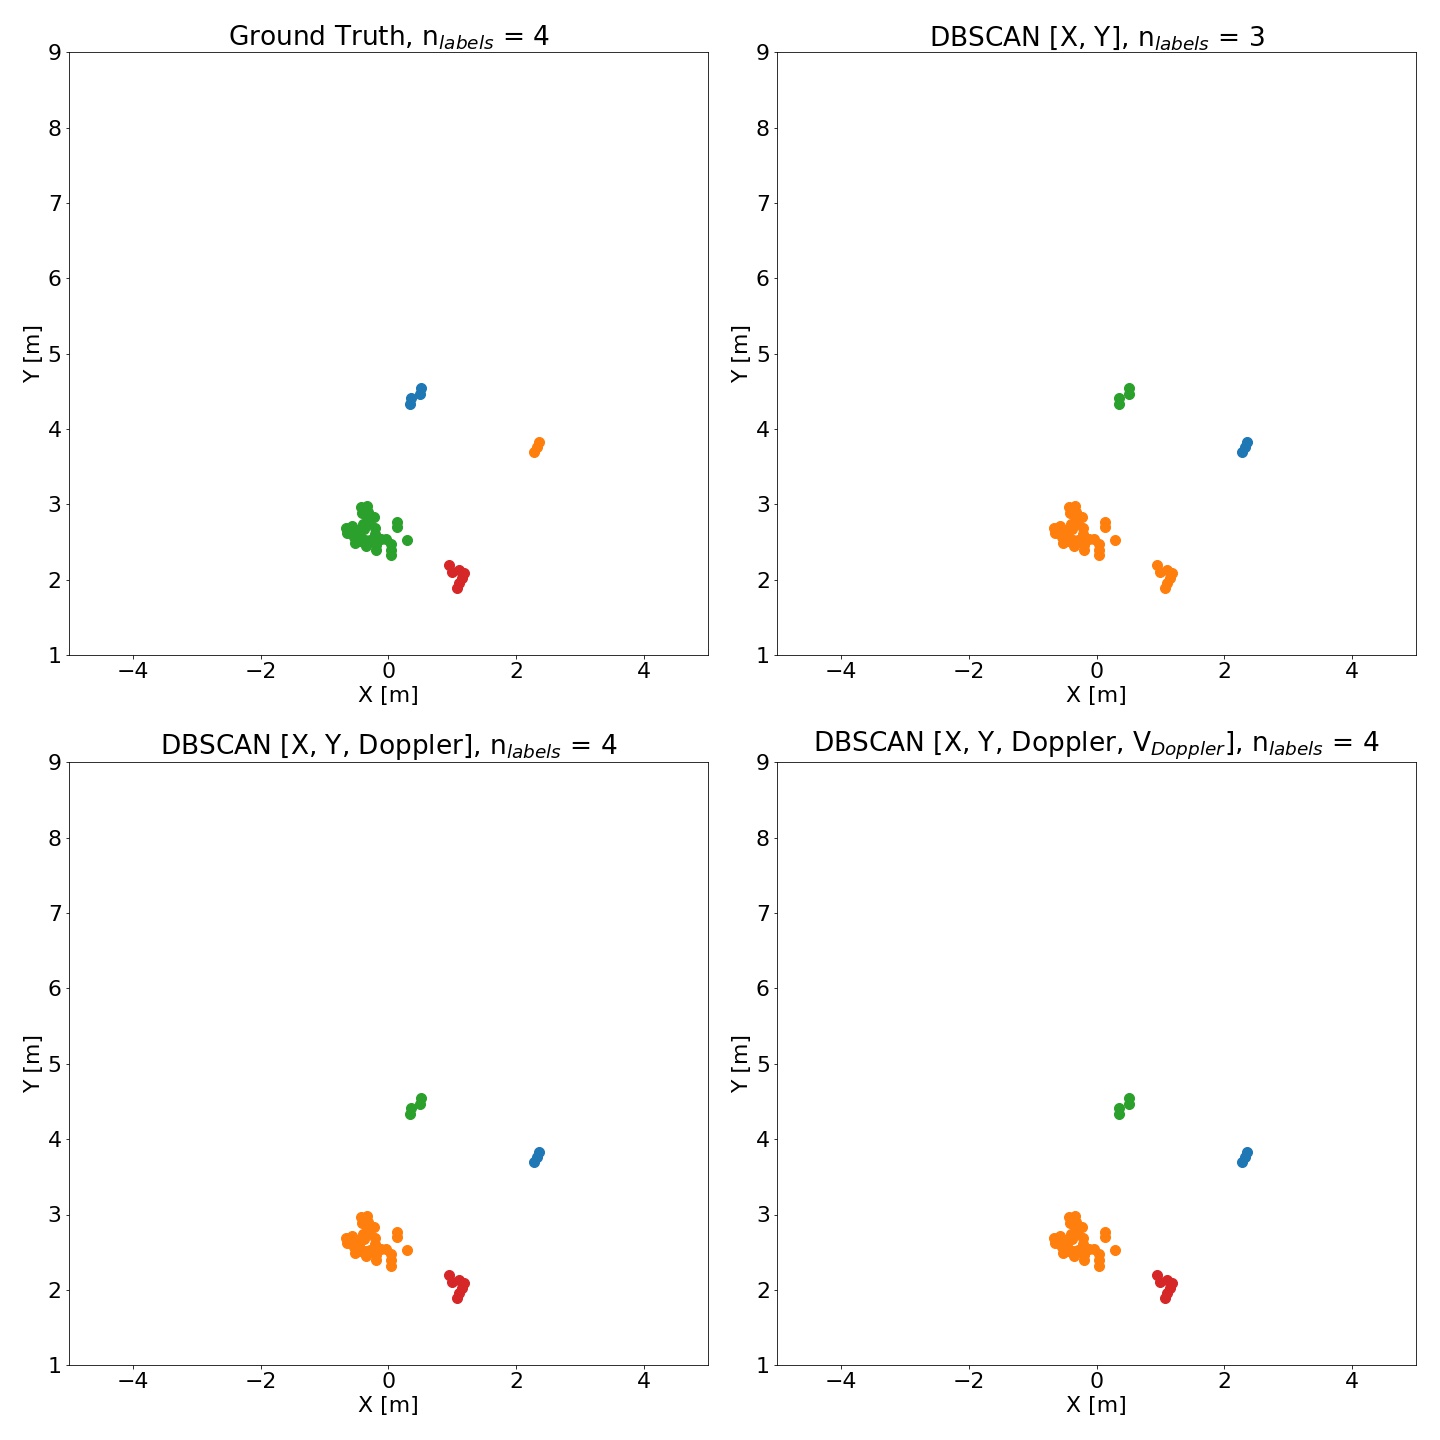 Ground Truth, n_labels = 4
9
8
7
6
5
4
3
2
1
Y [m]
−4 −2 0 2 4
X [m]
DBSCAN [X, Y], n_labels = 3
9
8
7
6
5
4
3
2
1
Y [m]
−4 −2 0 2 4
X [m]
DBSCAN [X, Y, Doppler], n_labels = 4
9
8
7
6
5
4
3
2
1
Y [m]
−4 −2 0 2 4
X [m]
DBSCAN [X, Y, Doppler, V_Doppler], n_labels = 4
9
8
7
6
5
4
3
2
1
Y [m]
−4 −2 0 2 4
X [m]